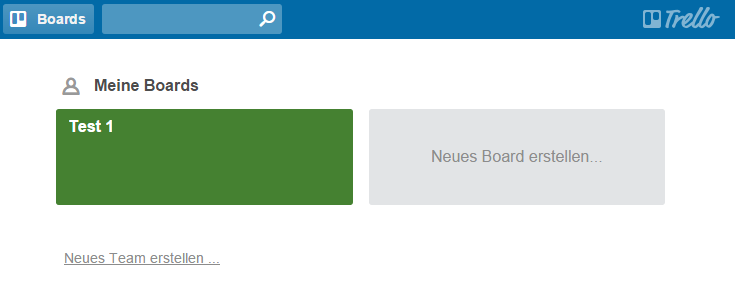 Boards
Trello
Meine Boards
Test 1
Neues Board erstellen...
Neues Team erstellen ...